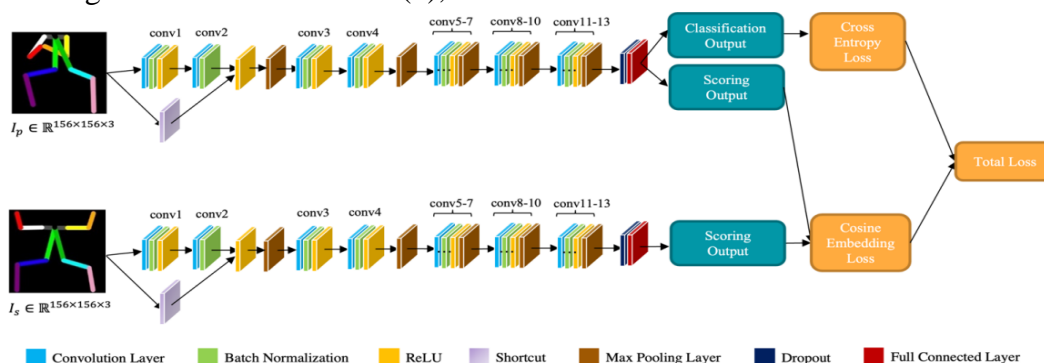 conv1 conv2 conv3 conv4 conv5-7 conv8-10 conv11-13
Classification
Output
Cross
Entropy
Loss
Scoring
Output
I_p ∈ ℝ^156×156×3
Total Loss
conv1 conv2 conv3 conv4 conv5-7 conv8-10 conv11-13
Scoring
Output
Cosine
Embedding
Loss
I_s ∈ ℝ^156×156×3
Convolution Layer Batch Normalization ReLU Shortcut Max Pooling Layer Dropout Full Connected Layer